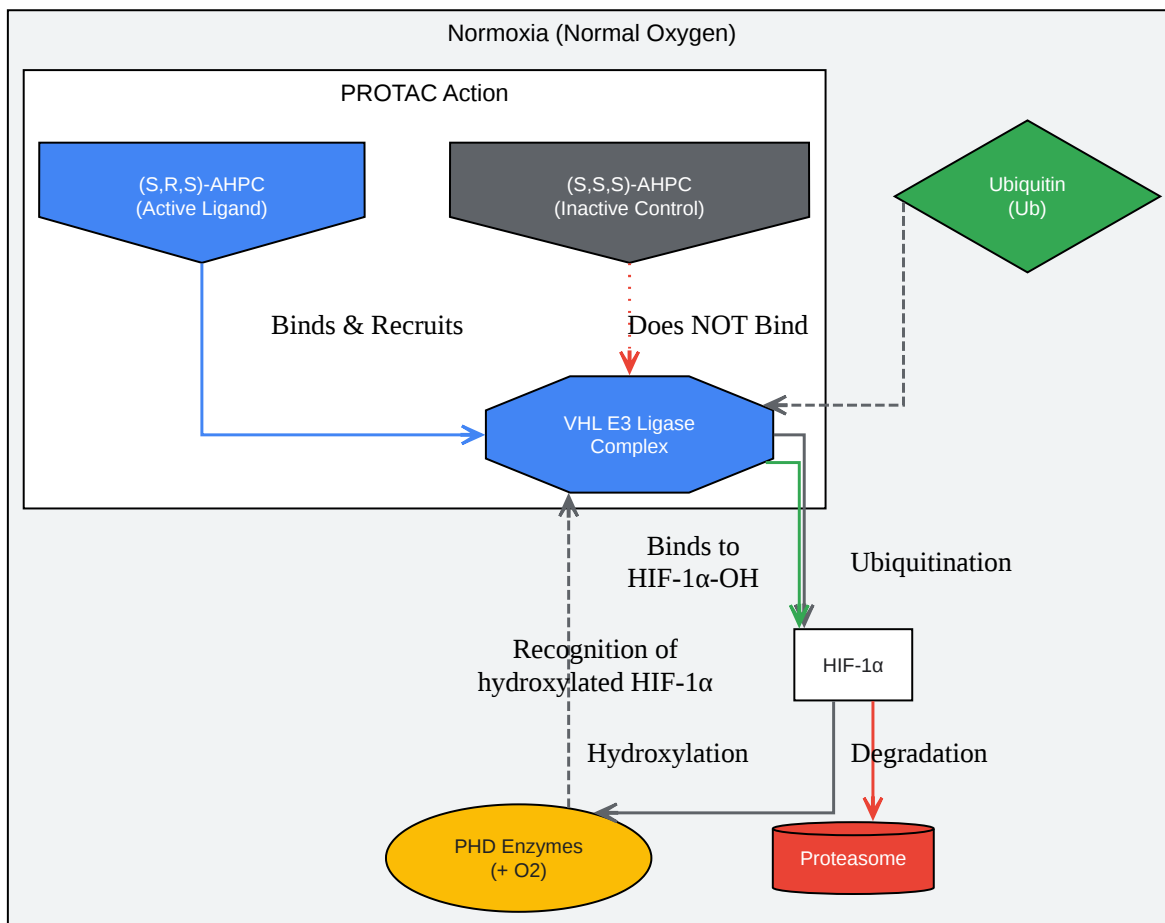 Normoxia (Normal Oxygen)
PROTAC Action
(S,R,S)-AHPC
(Active Ligand)
(S,S,S)-AHPC
(Inactive Control)
Ubiquitin
(Ub)
Binds & Recruits
Does NOT Bind
VHL E3 Ligase
Complex
Binds to
HIF-1α-OH
Ubiquitination
Recognition of
hydroxylated HIF-1α
HIF-1α
Hydroxylation
Degradation
PHD Enzymes
(+ O2)
Proteasome